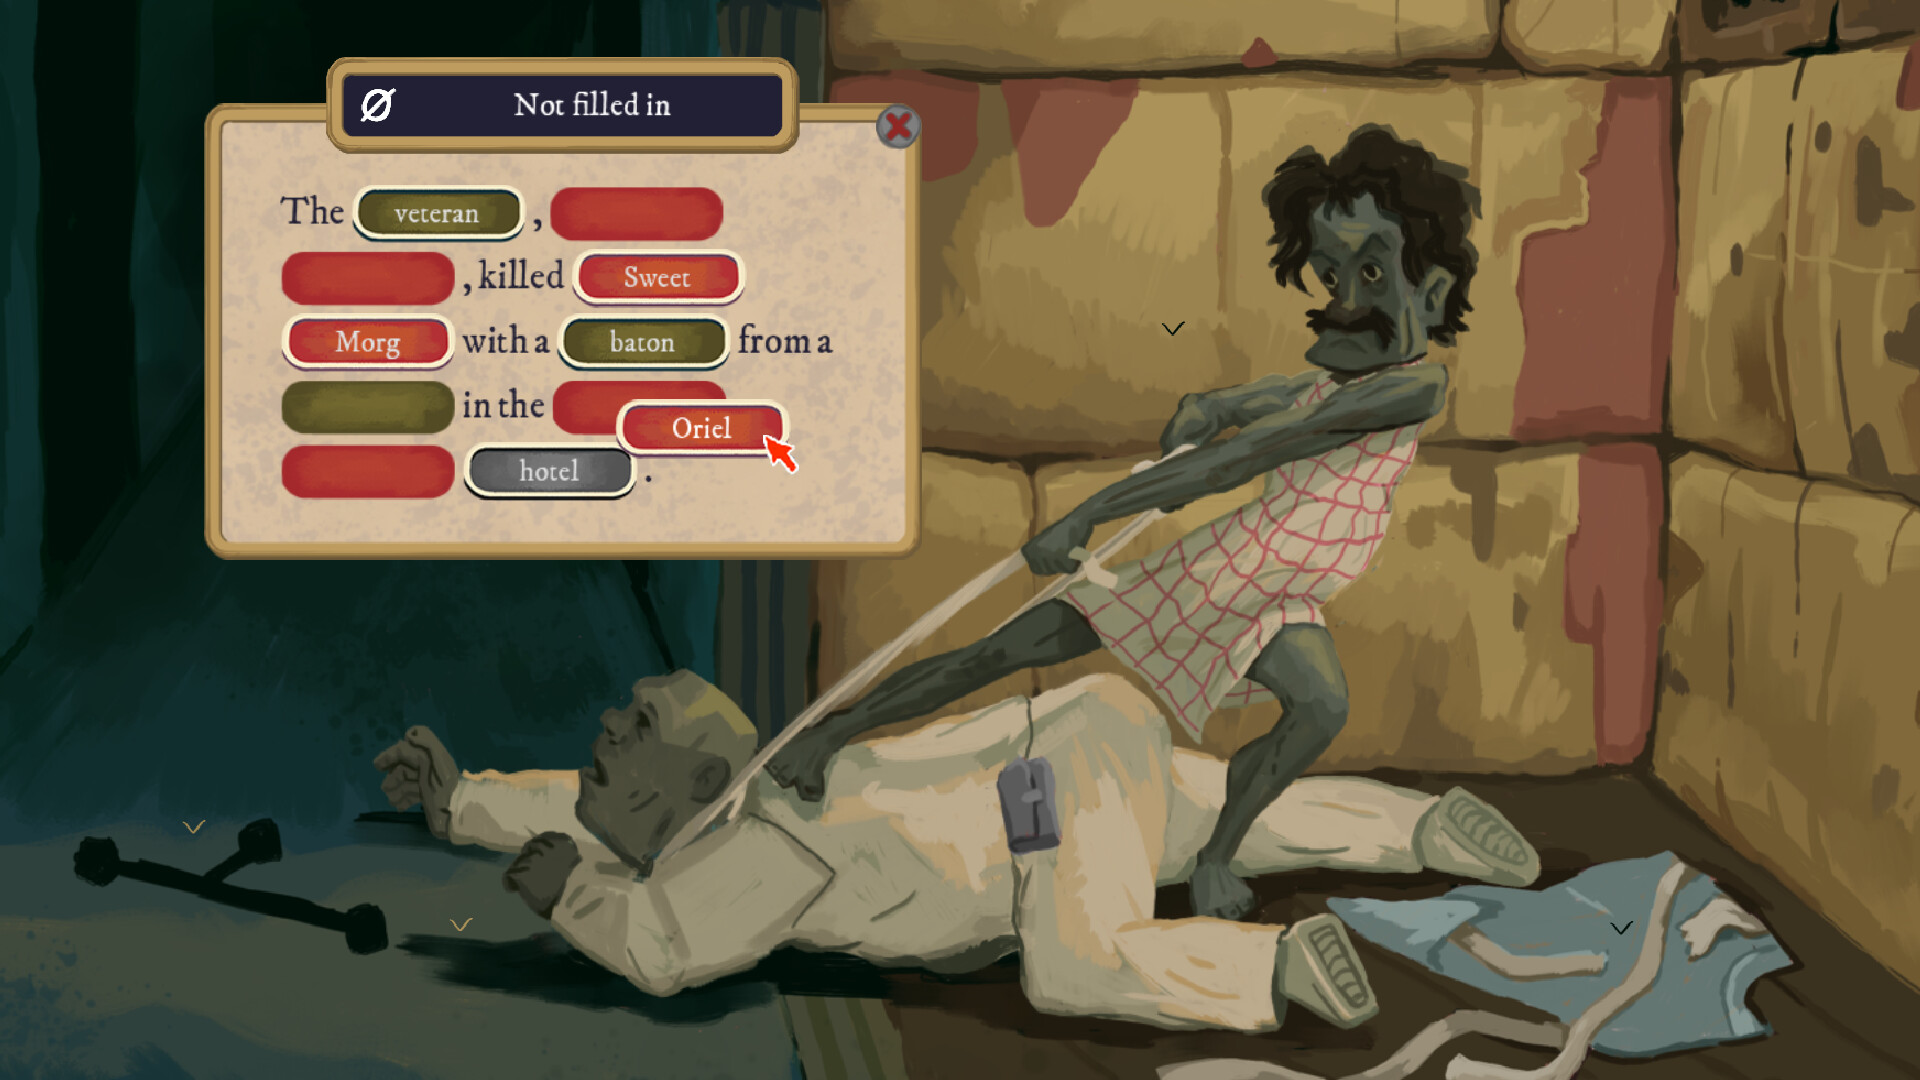 Not filled in
The veteran ,
, killed Sweet
Morg with a baton from a
in the Oriel
hotel .